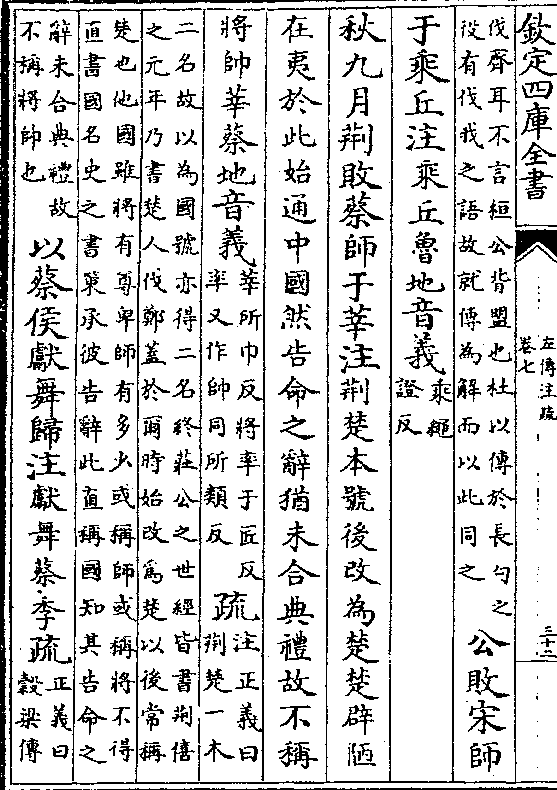 欽定四庫全書
左傳注疏
卷七
三十二
伐齊耳不言桓公背盟也杜以傳於長勺之
役有伐我之語故就傳為解而以此同之
公敗宋師
于乘丘注乘丘魯地音義
乘繩
證反
秋九月荆敗蔡師于莘注荆楚本號後改為楚楚辟陋
在夷於此始通中國然告命之辭猶未合典禮故不稱
將帥莘蔡地音義
莘所巾反將率于匠反
率又作帥同所類反
疏
注正義曰
荆楚一木
二名故以為國號亦得二名終莊公之世經皆書荆僖
之元年乃書楚人伐鄭蓋於爾時始改為楚以後常稱
楚也他國雖將有尊卑師有多少或稱師或稱將不得
直書國名史之書策承彼告辭此直稱國知其告命之
辭未合典禮故
不稱將帥也
以蔡侯獻舞歸注獻舞蔡季疏
正義曰
穀梁傳